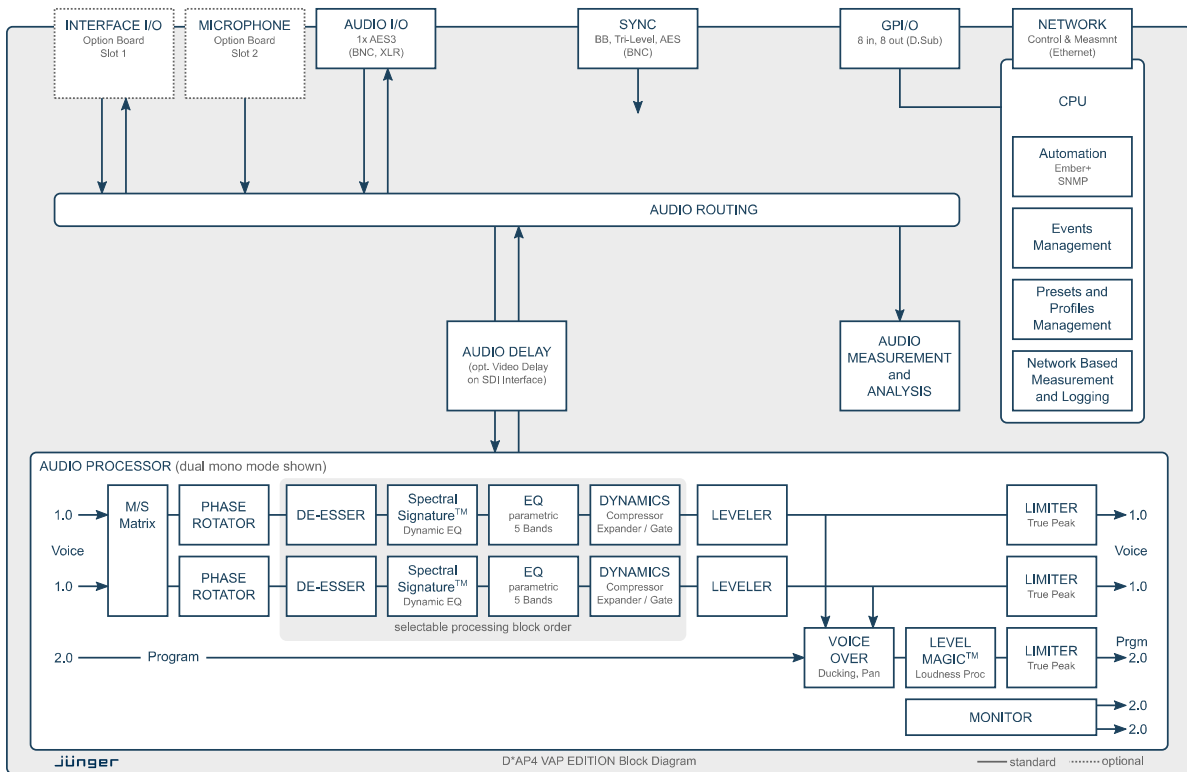 INTERFACE I/O
Option Board
Slot 1
MICROPHONE
Option Board
Slot 2
AUDIO I/O
1x AES3
(BNC, XLR)
SYNC
BB, Tri-Level, AES
(BNC)
GPI/O
8 in, 8 out (D.Sub)
NETWORK
Control & Measmnt
(Ethernet)
CPU
Automation
Ember+
SNMP
Events
Management
Presets and
Profiles
Management
Network Based
Measurement
and Logging
AUDIO ROUTING
AUDIO DELAY
(opt. Video Delay
on SDI Interface)
AUDIO
MEASUREMENT
and
ANALYSIS
AUDIO PROCESSOR (dual mono mode shown)
1.0
Voice
1.0
M/S
Matrix
PHASE
ROTATOR
DE-ESSER
Spectral
Signature™
Dynamic EQ
EQ
parametric
5 Bands
DYNAMICS
Compressor
Expander / Gate
LEVELER
LIMITER
True Peak
1.0
Voice
1.0
PHASE
ROTATOR
DE-ESSER
Spectral
Signature™
Dynamic EQ
EQ
parametric
5 Bands
DYNAMICS
Compressor
Expander / Gate
LEVELER
LIMITER
True Peak
selectable processing block order
2.0
Program
VOICE
OVER
Ducking, Pan
LEVEL
MAGIC™
Loudness Proc
LIMITER
True Peak
Prgm
2.0
MONITOR
2.0
2.0
jünger
D*AP4 VAP EDITION Block Diagram
standard
optional